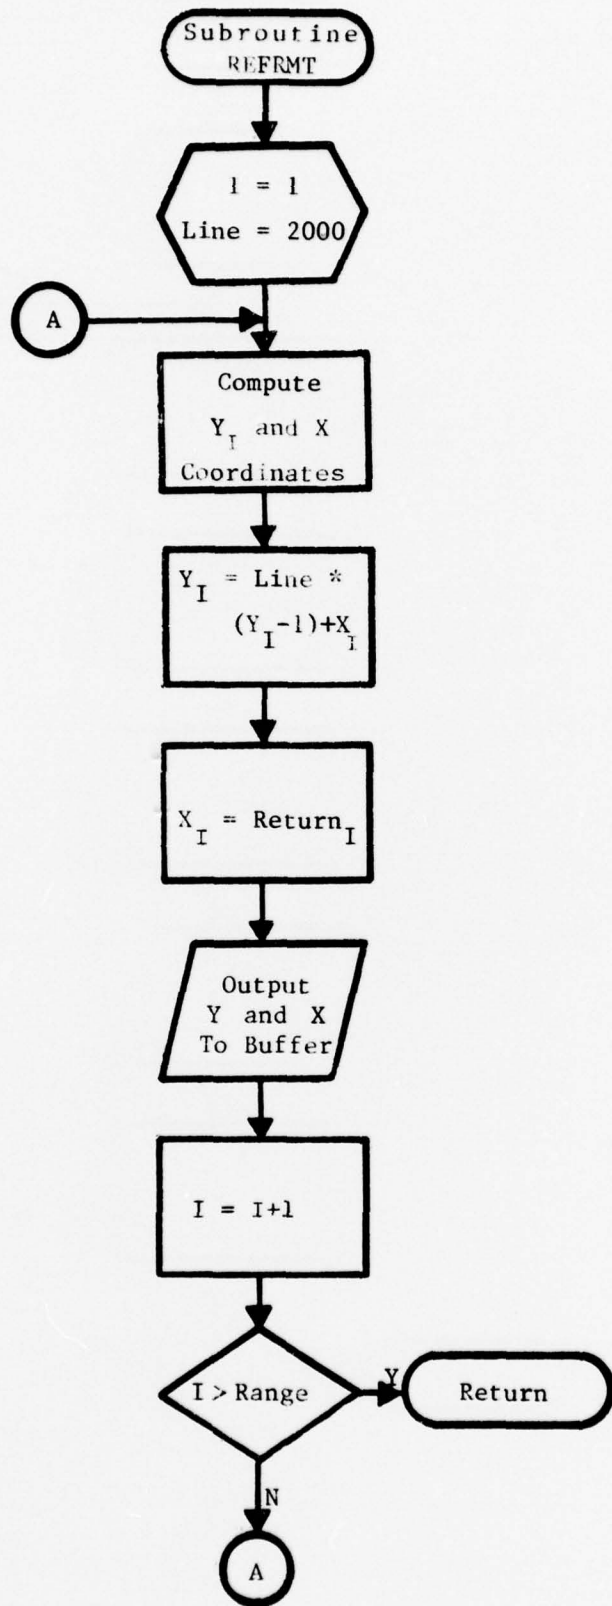 Subroutine
REFRMT
I = 1
Line = 2000
A
Compute
Y_I and X
Coordinates
Y_I = Line *
(Y_I-1)+X_I
X_I = Return_I
Output
Y and X
To Buffer
I = I+1
I > Range
Y
Return
N
A